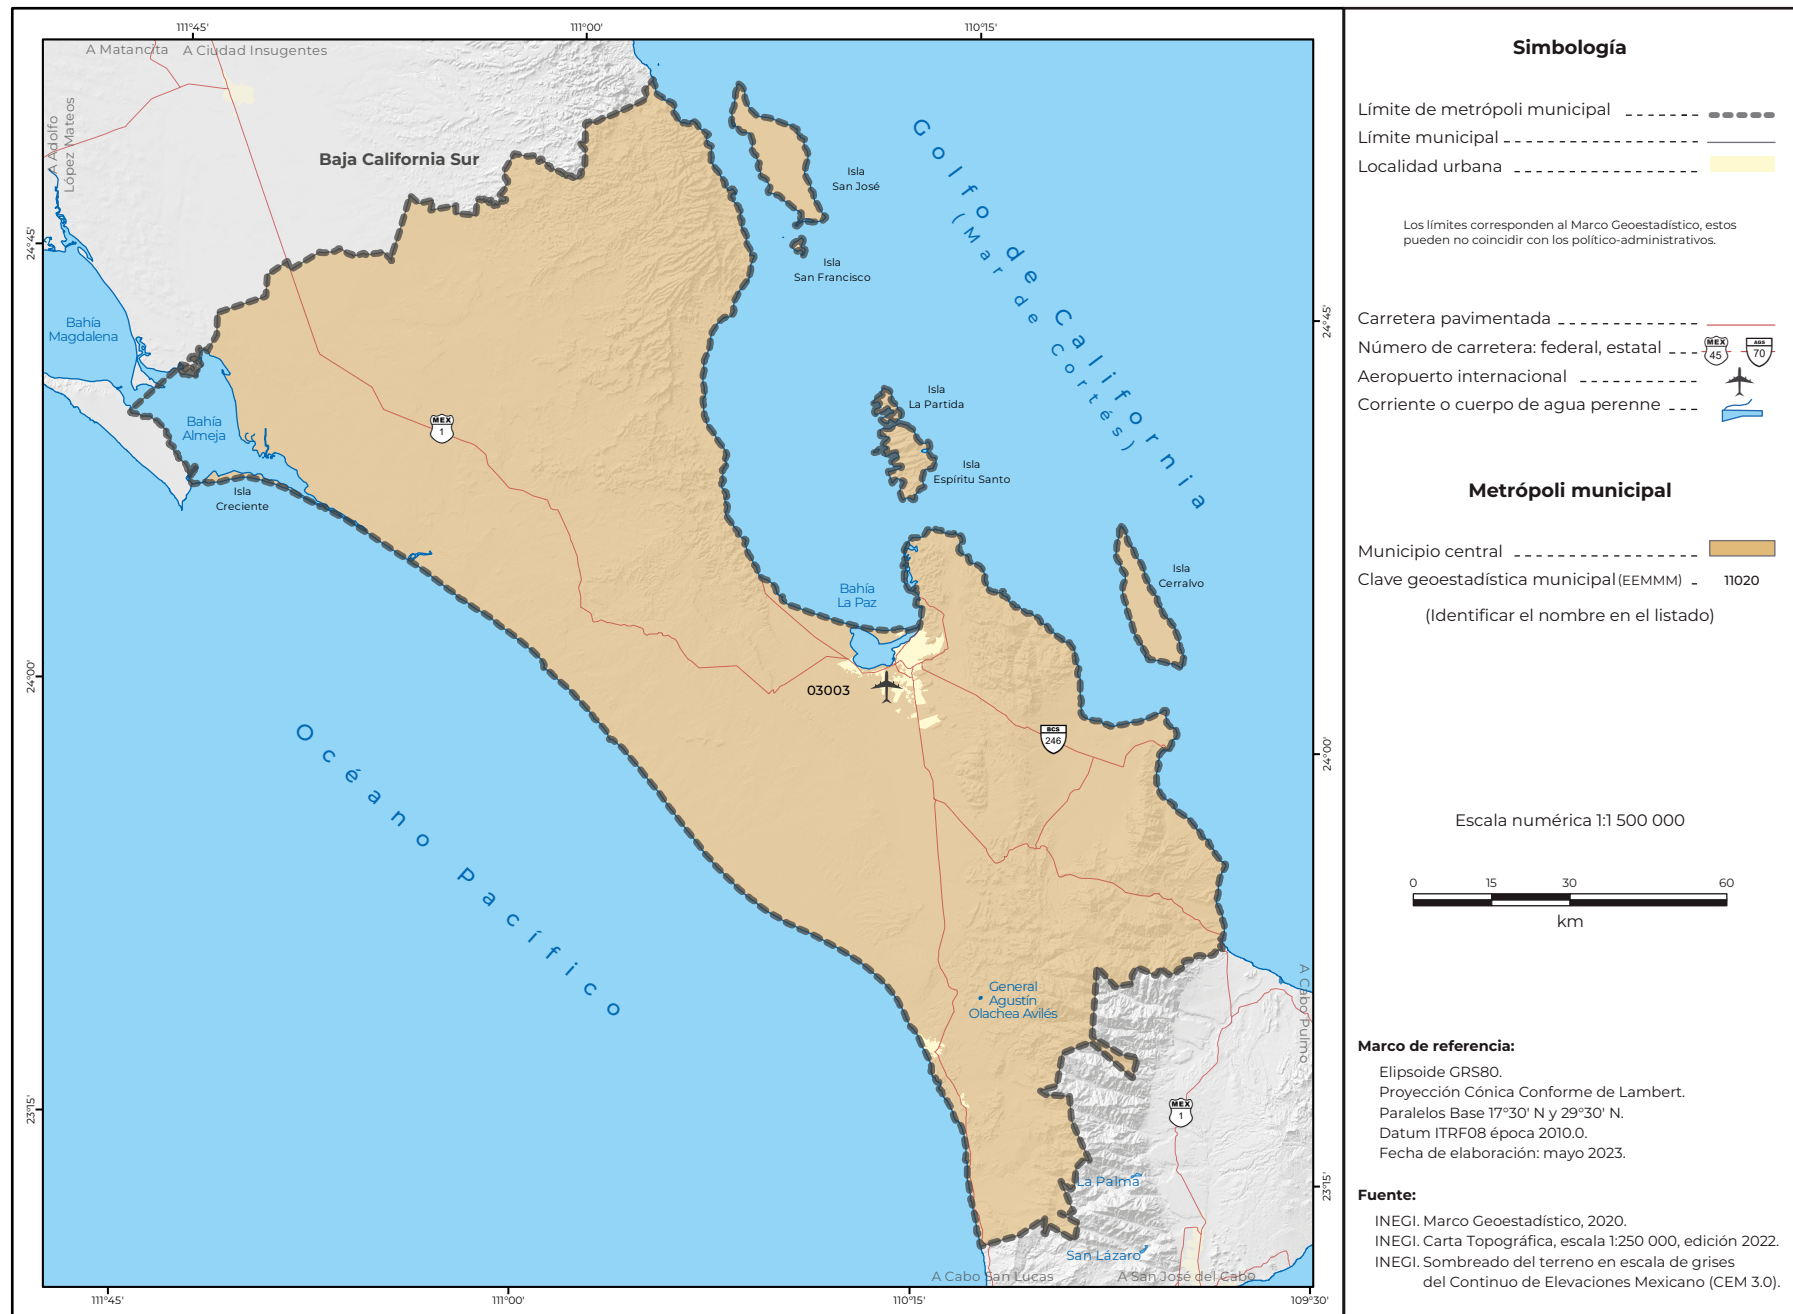 111°45'
111°00'
110°15'
A Matancita
A Ciudad Insugentes
A Adolfo
López Mateos
Baja California Sur
Isla
San José
Isla
San Francisco
Golfo de California
(Mar de Cortés)
24°45'
24°45'
Bahía
Magdalena
Bahía
Almeja
Isla
Creciente
MEX
1
Isla
La Partida
Isla
Espíritu Santo
Isla
Cerralvo
Bahía
La Paz
24°00'
24°00'
03003
BCS
246
Océano Pacífico
General
Agustín
Olachea Avilés
A Cabo Pulmo
23°15'
23°15'
MEX
1
La Palma
San Lázaro
A Cabo San Lucas
A San José del Cabo
111°45'
111°00'
110°15'
109°30'
Simbología
Límite de metrópoli municipal
Límite municipal
Localidad urbana
Los límites corresponden al Marco Geoestadístico, estos
pueden no coincidir con los político-administrativos.
Carretera pavimentada
Número de carretera: federal, estatal
MEX
45
AGS
70
Aeropuerto internacional
Corriente o cuerpo de agua perenne
Metrópoli municipal
Municipio central
Clave geoestadística municipal (EEMMM) 11020
(Identificar el nombre en el listado)
Escala numérica 1:1 500 000
0 15 30 60
km
Marco de referencia:
Elipsoide GRS80.
Proyección Cónica Conforme de Lambert.
Paralelos Base 17°30' N y 29°30' N.
Datum ITRF08 época 2010.0.
Fecha de elaboración: mayo 2023.
Fuente:
INEGI. Marco Geoestadístico, 2020.
INEGI. Carta Topográfica, escala 1:250 000, edición 2022.
INEGI. Sombreado del terreno en escala de grises
del Continuo de Elevaciones Mexicano (CEM 3.0).